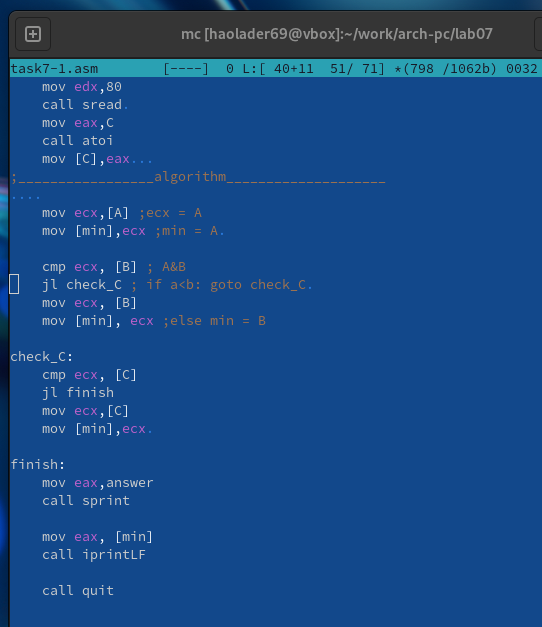 mc [haolader69@vbox]:~/work/arch-pc/lab07
task7-1.asm        [----]  0 L:[ 40+11  51/ 71] *(798 /1062b) 0032
    mov edx,80
    call sread.
    mov eax,C
    call atoi
    mov [C],eax...
;_________________algorithm____________________
....
    mov ecx,[A] ;ecx = A
    mov [min],ecx ;min = A.
    cmp ecx, [B] ; A&B
    jl check_C ; if a<b: goto check_C.
    mov ecx, [B]
    mov [min], ecx ;else min = B
check_C:
    cmp ecx, [C]
    jl finish
    mov ecx,[C]
    mov [min],ecx.
finish:
    mov eax,answer
    call sprint
    mov eax, [min]
    call iprintLF
    call quit